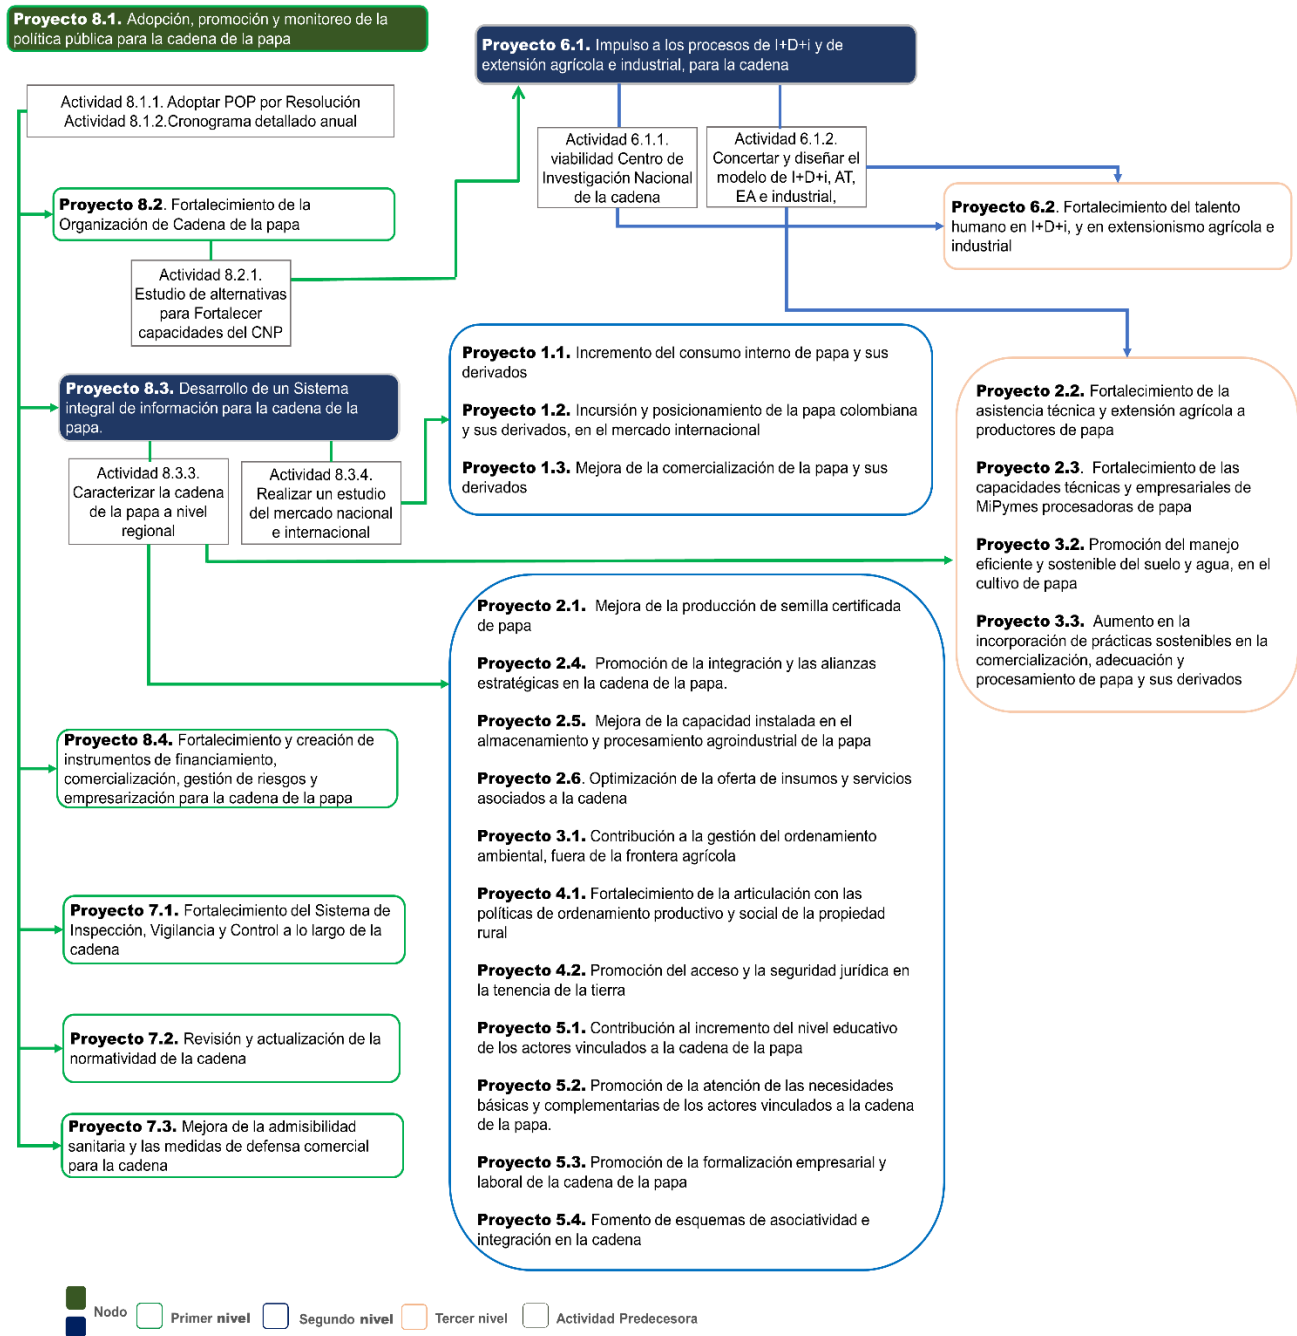 Proyecto 8.1. Adopción, promoción y monitoreo de la
política pública para la cadena de la papa
Actividad 8.1.1. Adoptar POP por Resolución
Actividad 8.1.2.Cronograma detallado anual
Proyecto 8.2. Fortalecimiento de la
Organización de Cadena de la papa
Actividad 8.2.1.
Estudio de alternativas
para Fortalecer
capacidades del CNP
Proyecto 8.3. Desarrollo de un Sistema
integral de información para la cadena de la
papa.
Actividad 8.3.3.
Caracterizar la cadena
de la papa a nivel
regional
Actividad 8.3.4.
Realizar un estudio
del mercado nacional
e internacional
Proyecto 8.4. Fortalecimiento y creación de
instrumentos de financiamiento,
comercialización, gestión de riesgos y
empresarización para la cadena de la papa
Proyecto 7.1. Fortalecimiento del Sistema de
Inspección, Vigilancia y Control a lo largo de la
cadena
Proyecto 7.2. Revisión y actualización de la
normatividad de la cadena
Proyecto 7.3. Mejora de la admisibilidad
sanitaria y las medidas de defensa comercial
para la cadena
Proyecto 6.1. Impulso a los procesos de I+D+i y de
extensión agrícola e industrial, para la cadena
Actividad 6.1.1.
viabilidad Centro de
Investigación Nacional
de la cadena
Actividad 6.1.2.
Concertar y diseñar el
modelo de I+D+i, AT,
EA e industrial,
Proyecto 6.2. Fortalecimiento del talento
humano en I+D+i, y en extensionismo agrícola e
industrial
Proyecto 1.1. Incremento del consumo interno de papa y sus
derivados
Proyecto 1.2. Incursión y posicionamiento de la papa colombiana
y sus derivados, en el mercado internacional
Proyecto 1.3. Mejora de la comercialización de la papa y sus
derivados
Proyecto 2.2. Fortalecimiento de la
asistencia técnica y extensión agrícola a
productores de papa
Proyecto 2.3. Fortalecimiento de las
capacidades técnicas y empresariales de
MiPymes procesadoras de papa
Proyecto 3.2. Promoción del manejo
eficiente y sostenible del suelo y agua, en el
cultivo de papa
Proyecto 3.3. Aumento en la
incorporación de prácticas sostenibles en la
comercialización, adecuación y
procesamiento de papa y sus derivados
Proyecto 2.1. Mejora de la producción de semilla certificada
de papa
Proyecto 2.4. Promoción de la integración y las alianzas
estratégicas en la cadena de la papa.
Proyecto 2.5. Mejora de la capacidad instalada en el
almacenamiento y procesamiento agroindustrial de la papa
Proyecto 2.6. Optimización de la oferta de insumos y servicios
asociados a la cadena
Proyecto 3.1. Contribución a la gestión del ordenamiento
ambiental, fuera de la frontera agrícola
Proyecto 4.1. Fortalecimiento de la articulación con las
políticas de ordenamiento productivo y social de la propiedad
rural
Proyecto 4.2. Promoción del acceso y la seguridad jurídica en
la tenencia de la tierra
Proyecto 5.1. Contribución al incremento del nivel educativo
de los actores vinculados a la cadena de la papa
Proyecto 5.2. Promoción de la atención de las necesidades
básicas y complementarias de los actores vinculados a la cadena
de la papa.
Proyecto 5.3. Promoción de la formalización empresarial y
laboral de la cadena de la papa
Proyecto 5.4. Fomento de esquemas de asociatividad e
integración en la cadena
Nodo
Primer nivel
Segundo nivel
Tercer nivel
Actividad Predecesora